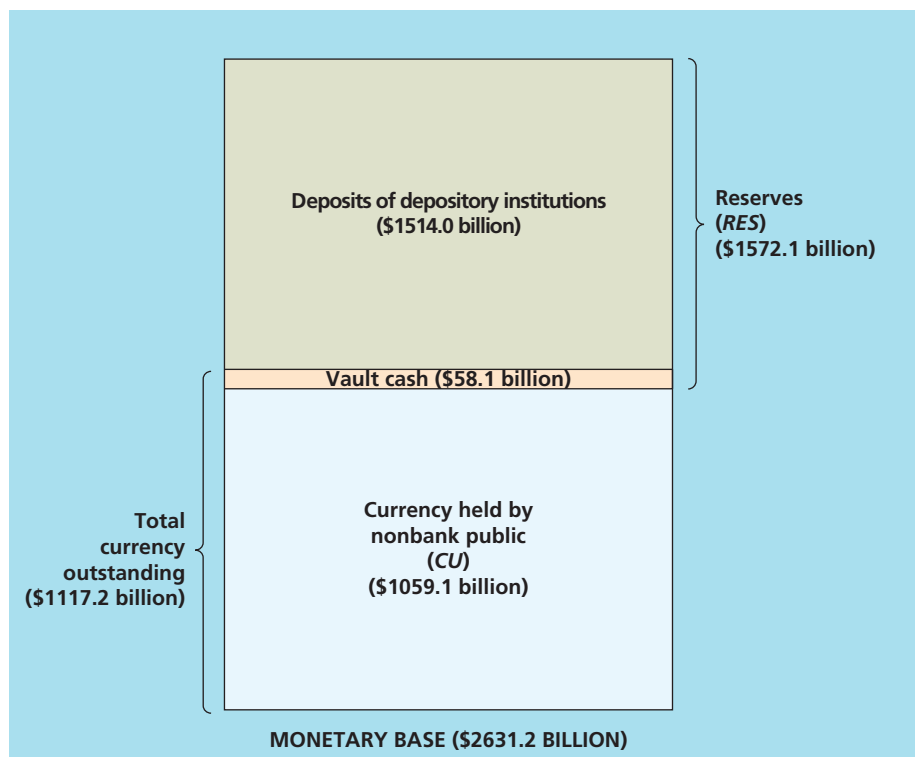 Deposits of depository institutions
($1514.0 billion)
Reserves
(RES)
($1572.1 billion)
Vault cash ($58.1 billion)
Currency held by
nonbank public
(CU)
($1059.1 billion)
Total
currency
outstanding
($1117.2 billion)
MONETARY BASE ($2631.2 BILLION)